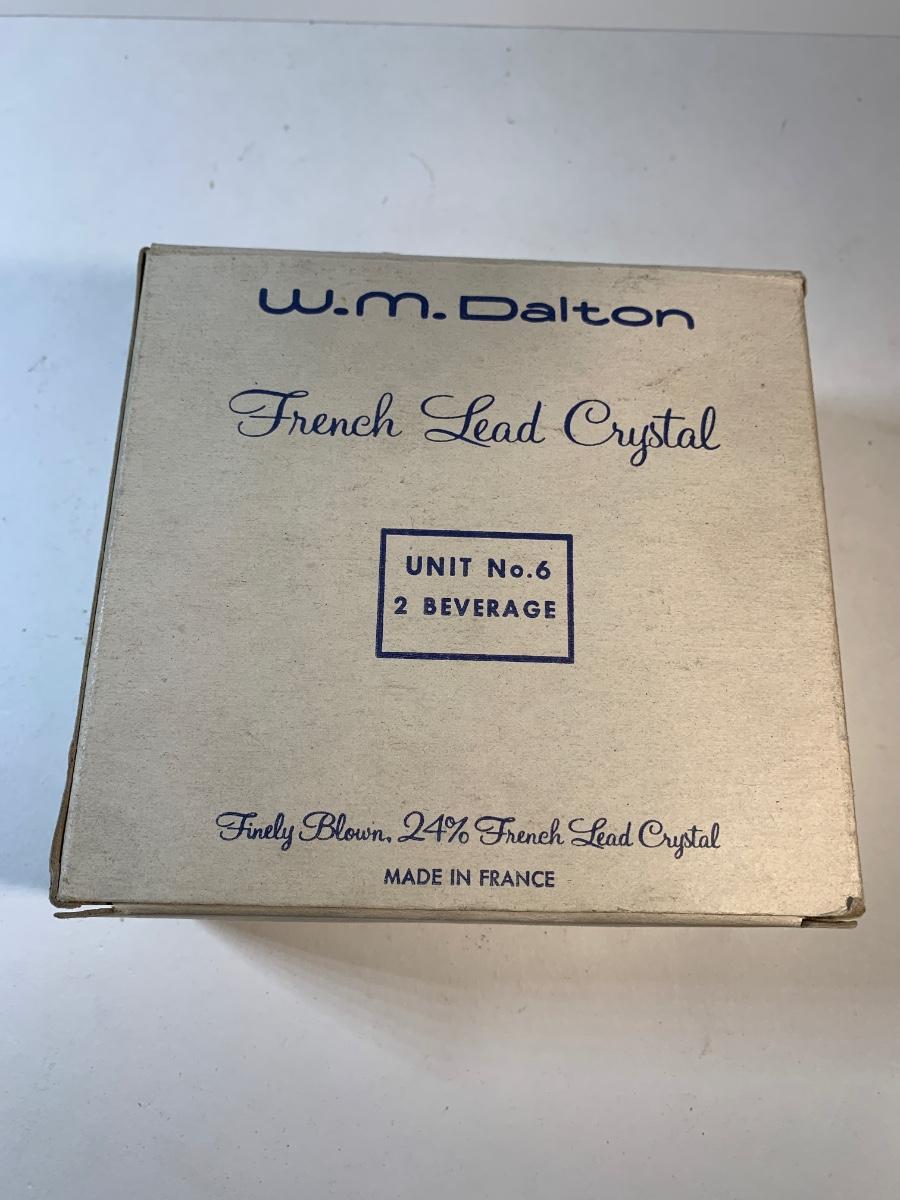 W.M. Dalton
French Lead Crystal
UNIT No.6
2 BEVERAGE
Finely Blown, 24% French Lead Crystal
MADE IN FRANCE